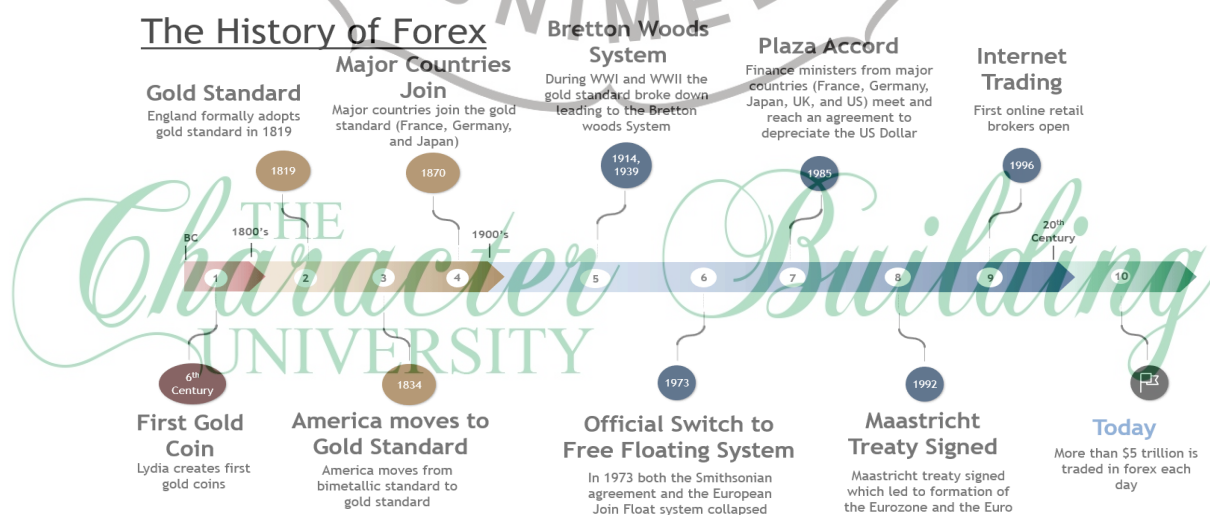 UNIMED
The History of Forex
Gold Standard
England formally adopts
gold standard in 1819
1819
Major Countries
Join
Major countries join the gold
standard (France, Germany,
and Japan)
1870
Bretton Woods
System
During WWI and WWII the
gold standard broke down
leading to the Bretton
woods System
1914,
1939
Plaza Accord
Finance ministers from major
countries (France, Germany,
Japan, UK, and US) meet and
reach an agreement to
depreciate the US Dollar
1985
Internet
Trading
First online retail
brokers open
1996
THE
Character Building
UNIVERSITY
BC
1800's
1900's
20th
Century
1
2
3
4
5
6
7
8
9
10
6th
Century
First Gold
Coin
Lydia creates first
gold coins
1834
America moves to
Gold Standard
America moves from
bimetallic standard to
gold standard
1973
Official Switch to
Free Floating System
In 1973 both the Smithsonian
agreement and the European
Join Float system collapsed
1992
Maastricht
Treaty Signed
Maastricht treaty signed
which led to formation of
the Eurozone and the Euro
Today
More than $5 trillion is
traded in forex each
day